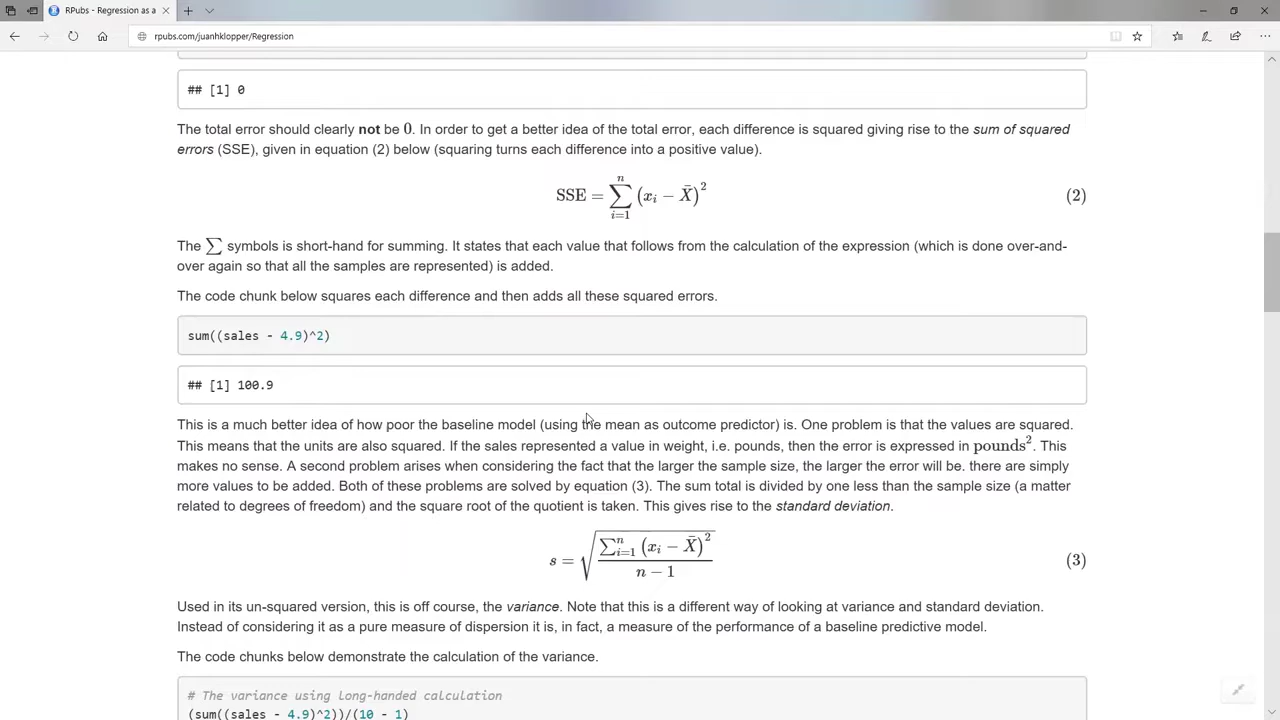 RPubs - Regression as a
rpubs.com/juanhklopper/Regression
## [1] 0
The total error should clearly not be 0. In order to get a better idea of the total error, each difference is squared giving rise to the sum of squared
errors (SSE), given in equation (2) below (squaring turns each difference into a positive value).
SSE = ∑_{i=1}^{n} (x_i − X̄)^2 (2)
The ∑ symbols is short-hand for summing. It states that each value that follows from the calculation of the expression (which is done over-and-
over again so that all the samples are represented) is added.
The code chunk below squares each difference and then adds all these squared errors.
sum((sales - 4.9)^2)
## [1] 100.9
This is a much better idea of how poor the baseline model (using the mean as outcome predictor) is. One problem is that the values are squared.
This means that the units are also squared. If the sales represented a value in weight, i.e. pounds, then the error is expressed in pounds². This
makes no sense. A second problem arises when considering the fact that the larger the sample size, the larger the error will be. there are simply
more values to be added. Both of these problems are solved by equation (3). The sum total is divided by one less than the sample size (a matter
related to degrees of freedom) and the square root of the quotient is taken. This gives rise to the standard deviation.
s = √(∑_{i=1}^{n} (x_i − X̄)^2 / (n − 1)) (3)
Used in its un-squared version, this is off course, the variance. Note that this is a different way of looking at variance and standard deviation.
Instead of considering it as a pure measure of dispersion it is, in fact, a measure of the performance of a baseline predictive model.
The code chunks below demonstrate the calculation of the variance.
# The variance using long-handed calculation
(sum((sales - 4.9)^2))/(10 - 1)